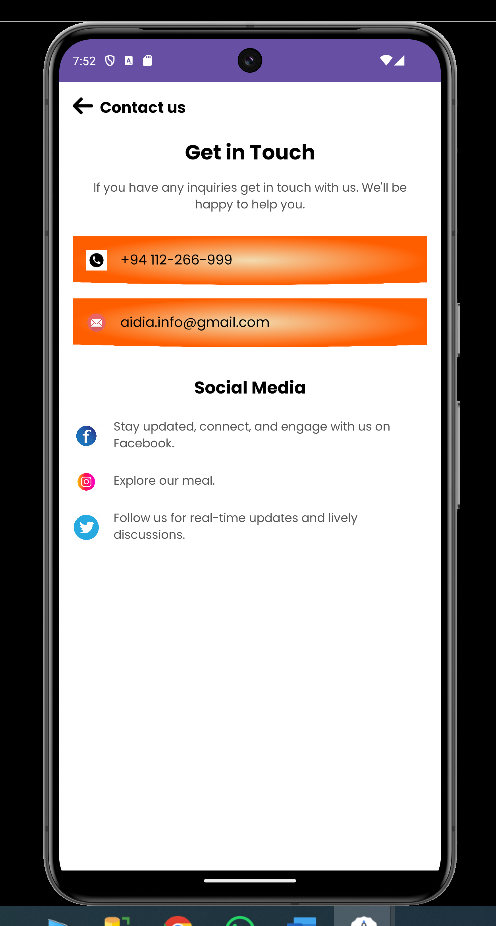 7:52
Contact us
Get in Touch
If you have any inquiries get in touch with us. We'll be
happy to help you.
+94 112-266-999
aidia.info@gmail.com
Social Media
Stay updated, connect, and engage with us on
Facebook.
Explore our meal.
Follow us for real-time updates and lively
discussions.